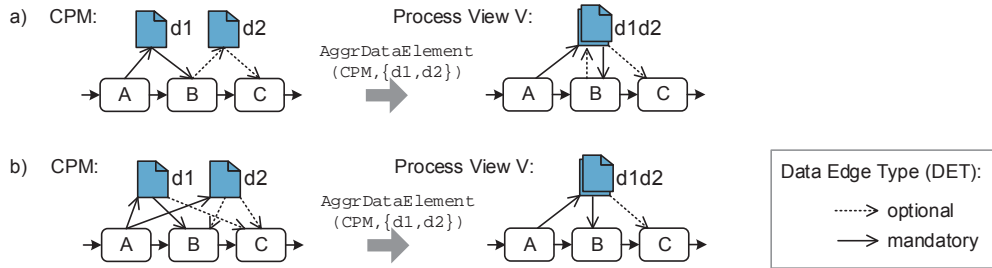 a) CPM: d1 d2 Process View V: d1d2
AggrDataElement
(CPM,{d1,d2})
A B C A B C
b) CPM: d1 d2 Process View V: d1d2
AggrDataElement
(CPM,{d1,d2})
A B C A B C
Data Edge Type (DET):
optional
mandatory